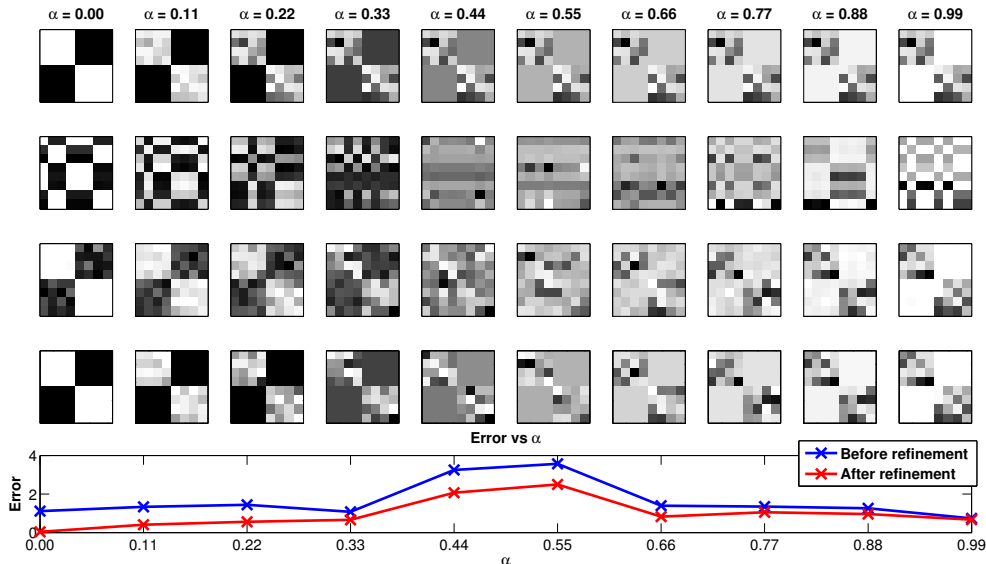 α = 0.00 α = 0.11 α = 0.22 α = 0.33 α = 0.44 α = 0.55 α = 0.66 α = 0.77 α = 0.88 α = 0.99
Error vs α
Before refinement
After refinement
Error
4
2
0
0.00 0.11 0.22 0.33 0.44 0.55 0.66 0.77 0.88 0.99
α